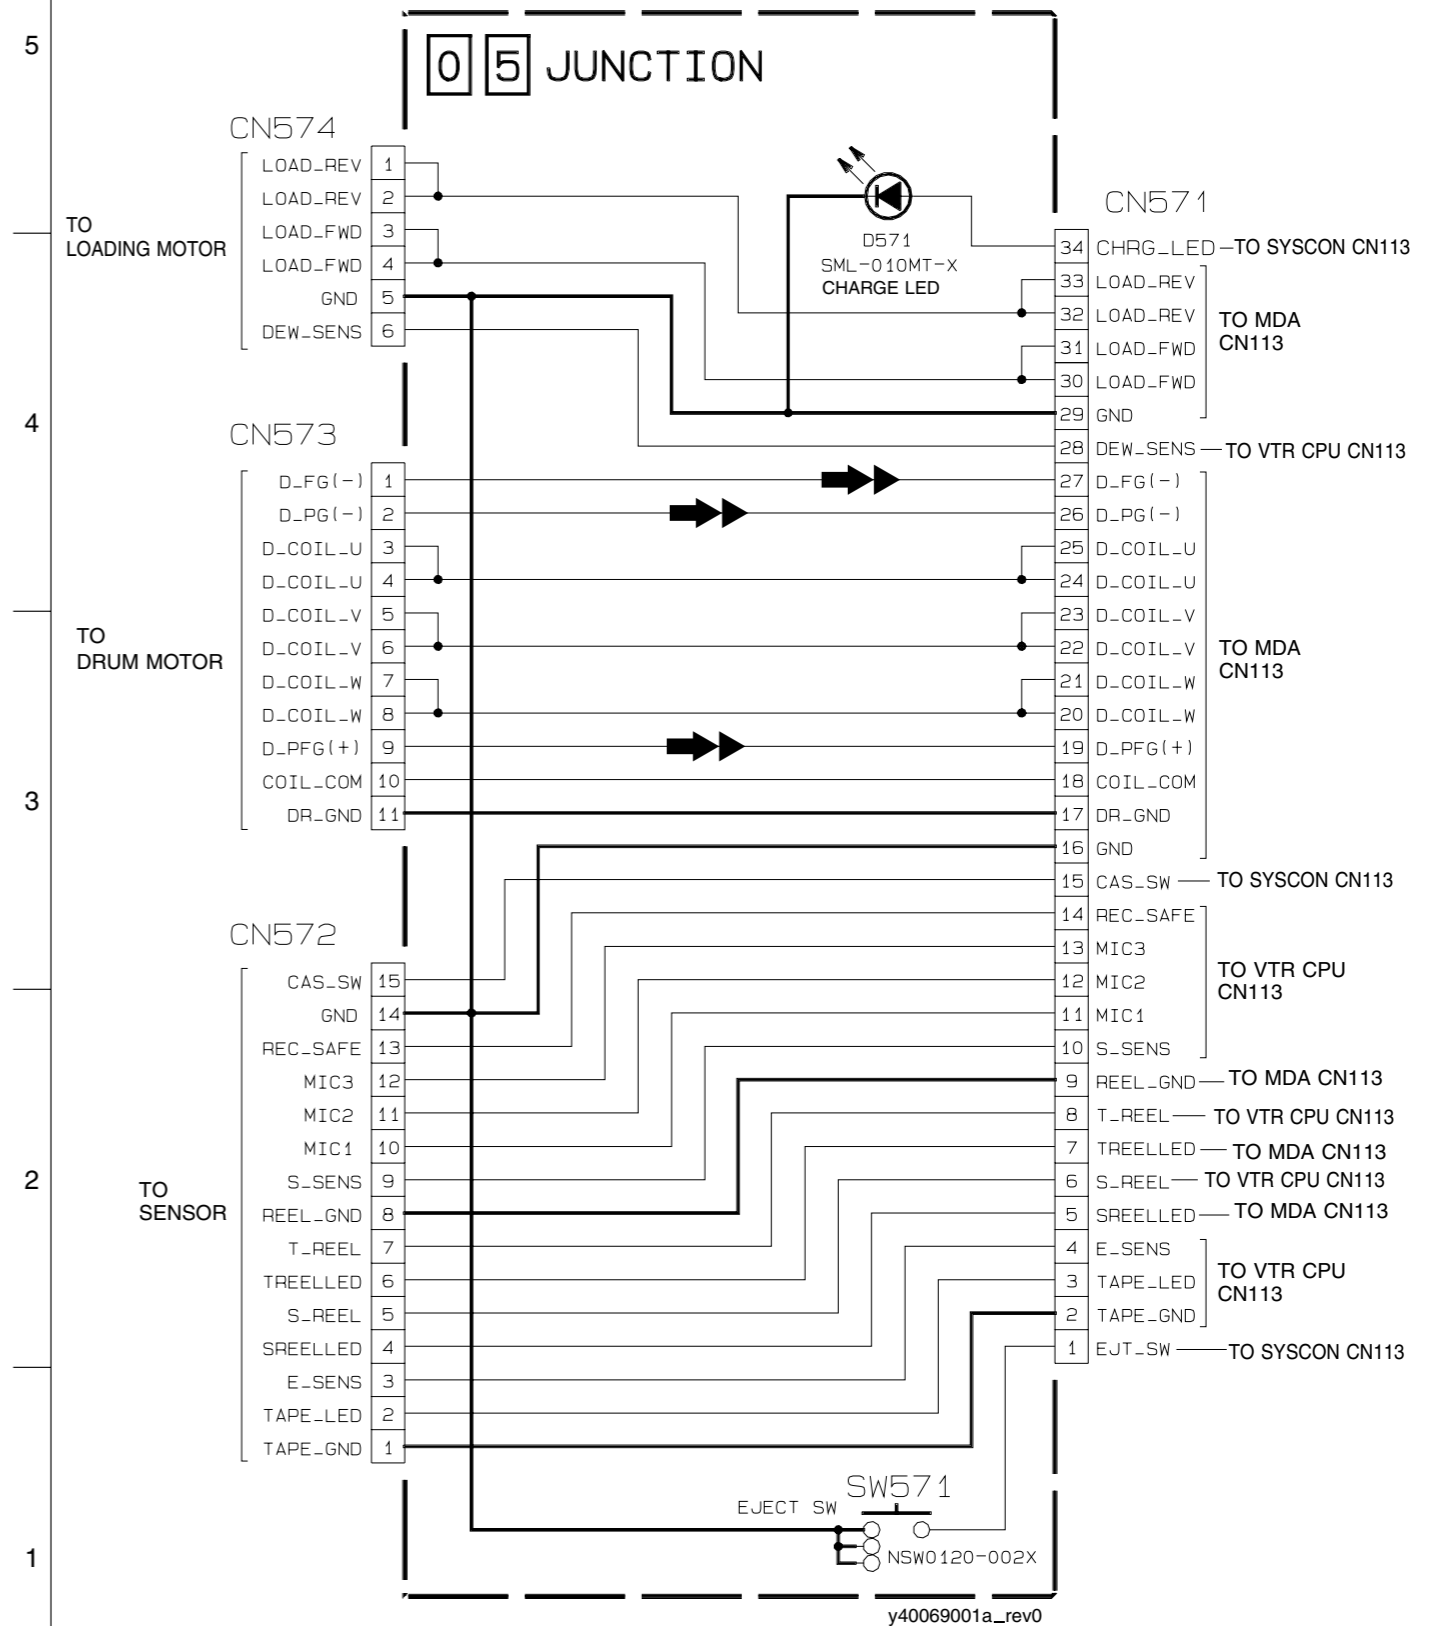 5
0 5 JUNCTION
CN574
LOAD_REV 1
LOAD_REV 2
LOAD_FWD 3
LOAD_FWD 4
GND 5
DEW_SENS 6
TO
LOADING MOTOR
D571
SML-010MT-X
CHARGE LED
CN571
34 CHRG_LED TO SYSCON CN113
33 LOAD_REV
32 LOAD_REV
31 LOAD_FWD
30 LOAD_FWD
29 GND
TO MDA
CN113
28 DEW_SENS TO VTR CPU CN113
27 D_FG(-)
26 D_PG(-)
25 D_COIL_U
24 D_COIL_U
23 D_COIL_V
22 D_COIL_V
21 D_COIL_W
20 D_COIL_W
19 D_PFG(+)
18 COIL_COM
17 DR_GND
16 GND
TO MDA
CN113
15 CAS_SW TO SYSCON CN113
14 REC_SAFE
13 MIC3
12 MIC2
11 MIC1
10 S_SENS
TO VTR CPU
CN113
9 REEL_GND TO MDA CN113
8 T_REEL TO VTR CPU CN113
7 TREELLED TO MDA CN113
6 S_REEL TO VTR CPU CN113
5 SREELLED TO MDA CN113
4 E_SENS
3 TAPE_LED
2 TAPE_GND
TO VTR CPU
CN113
1 EJT_SW TO SYSCON CN113
4
CN573
D_FG(-) 1
D_PG(-) 2
D_COIL_U 3
D_COIL_U 4
D_COIL_V 5
D_COIL_V 6
D_COIL_W 7
D_COIL_W 8
D_PFG(+) 9
COIL_COM 10
DR_GND 11
TO
DRUM MOTOR
3
CN572
CAS_SW 15
GND 14
REC_SAFE 13
MIC3 12
MIC2 11
MIC1 10
S_SENS 9
REEL_GND 8
T_REEL 7
TREELLED 6
S_REEL 5
SREELLED 4
E_SENS 3
TAPE_LED 2
TAPE_GND 1
TO
SENSOR
2
SW571
EJECT SW
NSW0120-002X
1
y40069001a_rev0